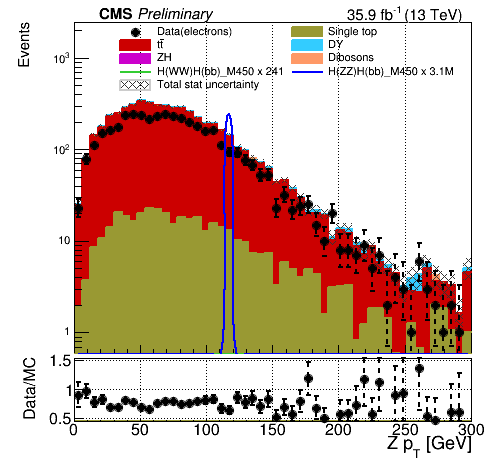 CMS Preliminary 35.9 fb⁻¹ (13 TeV)
Data(electrons) Single top
tt̄ DY
ZH Dibosons
H(WW)H(bb)_M450 x 241 H(ZZ)H(bb)_M450 x 3.1M
Total stat uncertainty
Events
10³
10²
10
1
Data/MC
1.5
1
0.5
0 50 100 150 200 250 300
Z p_T [GeV]